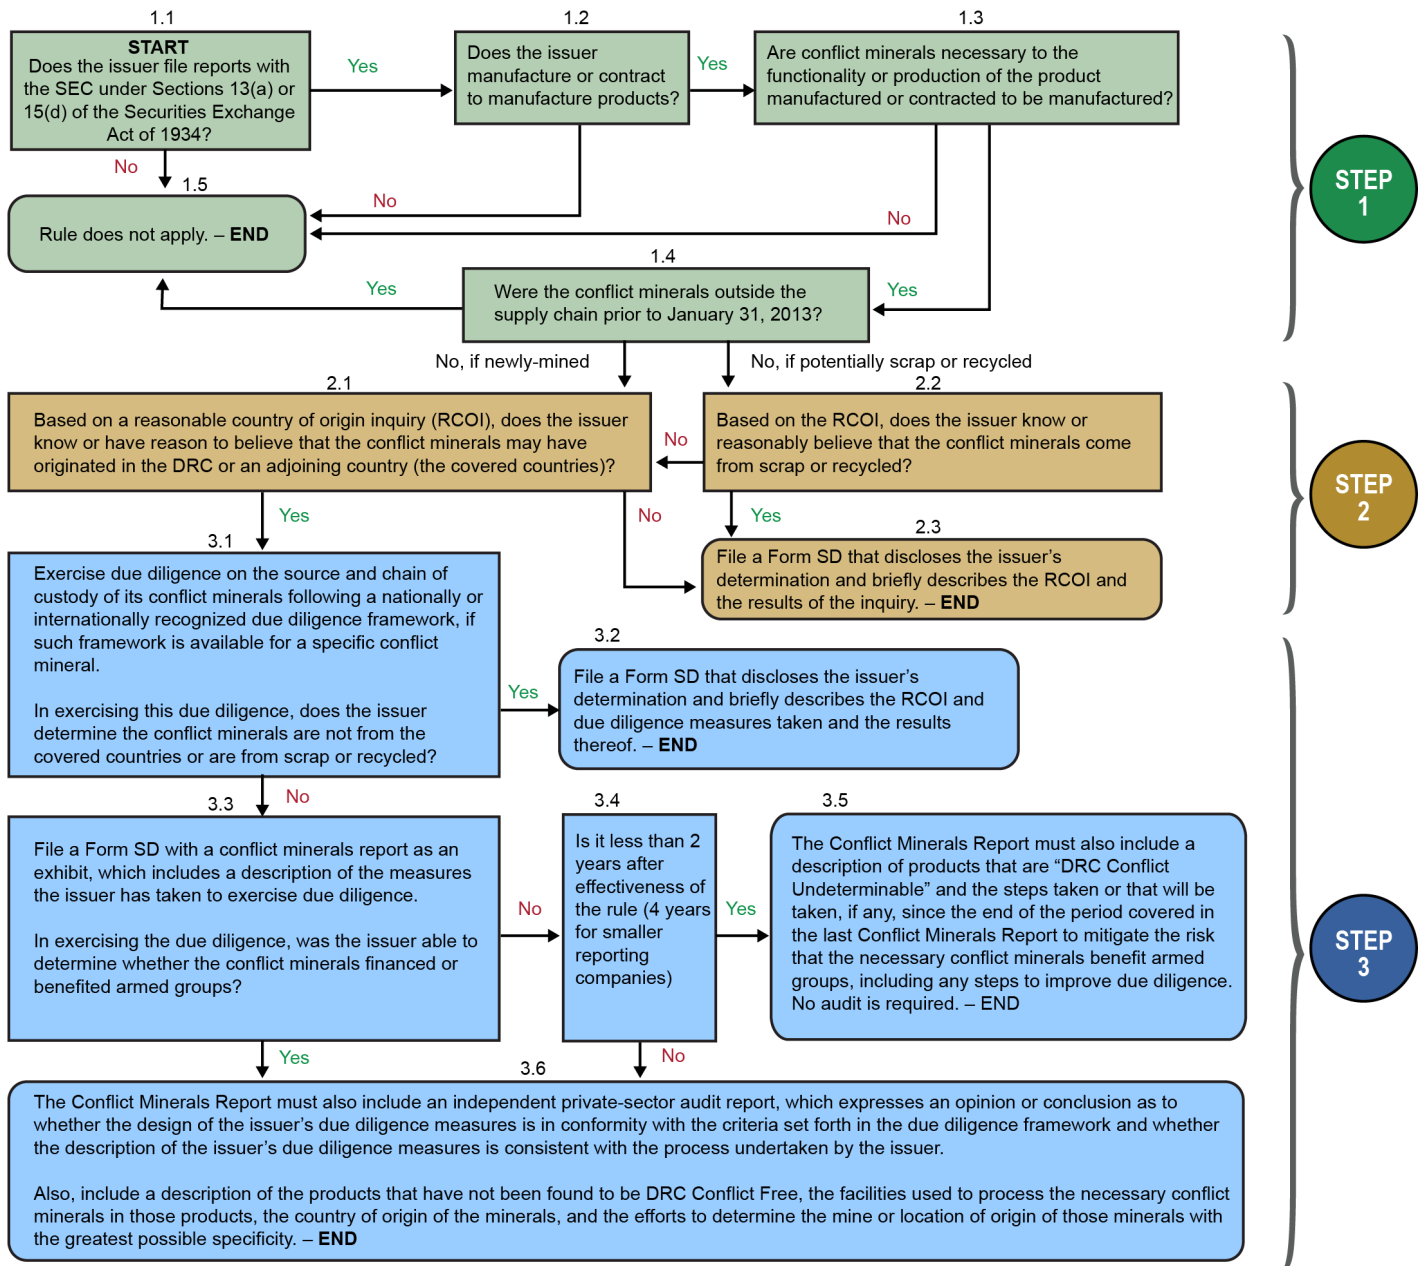 1.1
START
Does the issuer file reports with
the SEC under Sections 13(a) or
15(d) of the Securities Exchange
Act of 1934?
Yes
1.2
Does the issuer
manufacture or contract
to manufacture products?
Yes
1.3
Are conflict minerals necessary to the
functionality or production of the product
manufactured or contracted to be manufactured?
No
No
No
Yes
1.5
Rule does not apply. – END
STEP
1
1.4
Were the conflict minerals outside the
supply chain prior to January 31, 2013?
Yes
No, if newly-mined
No, if potentially scrap or recycled
2.1
Based on a reasonable country of origin inquiry (RCOI), does the issuer
know or have reason to believe that the conflict minerals may have
originated in the DRC or an adjoining country (the covered countries)?
No
2.2
Based on the RCOI, does the issuer know or
reasonably believe that the conflict minerals come
from scrap or recycled?
STEP
2
Yes
No
Yes
2.3
File a Form SD that discloses the issuer’s
determination and briefly describes the RCOI and
the results of the inquiry. – END
3.1
Exercise due diligence on the source and chain of
custody of its conflict minerals following a nationally or
internationally recognized due diligence framework, if
such framework is available for a specific conflict
mineral.
In exercising this due diligence, does the issuer
determine the conflict minerals are not from the
covered countries or are from scrap or recycled?
Yes
3.2
File a Form SD that discloses the issuer’s
determination and briefly describes the RCOI and
due diligence measures taken and the results
thereof. – END
No
3.3
File a Form SD with a conflict minerals report as an
exhibit, which includes a description of the measures
the issuer has taken to exercise due diligence.
In exercising the due diligence, was the issuer able to
determine whether the conflict minerals financed or
benefited armed groups?
No
3.4
Is it less than 2
years after
effectiveness of
the rule (4 years
for smaller
reporting
companies)
Yes
3.5
The Conflict Minerals Report must also include a
description of products that are “DRC Conflict
Undeterminable” and the steps taken or that will be
taken, if any, since the end of the period covered in
the last Conflict Minerals Report to mitigate the risk
that the necessary conflict minerals benefit armed
groups, including any steps to improve due diligence.
No audit is required. – END
STEP
3
Yes
No
3.6
The Conflict Minerals Report must also include an independent private-sector audit report, which expresses an opinion or conclusion as to
whether the design of the issuer’s due diligence measures is in conformity with the criteria set forth in the due diligence framework and whether
the description of the issuer’s due diligence measures is consistent with the process undertaken by the issuer.
Also, include a description of the products that have not been found to be DRC Conflict Free, the facilities used to process the necessary conflict
minerals in those products, the country of origin of the minerals, and the efforts to determine the mine or location of origin of those minerals with
the greatest possible specificity. – END